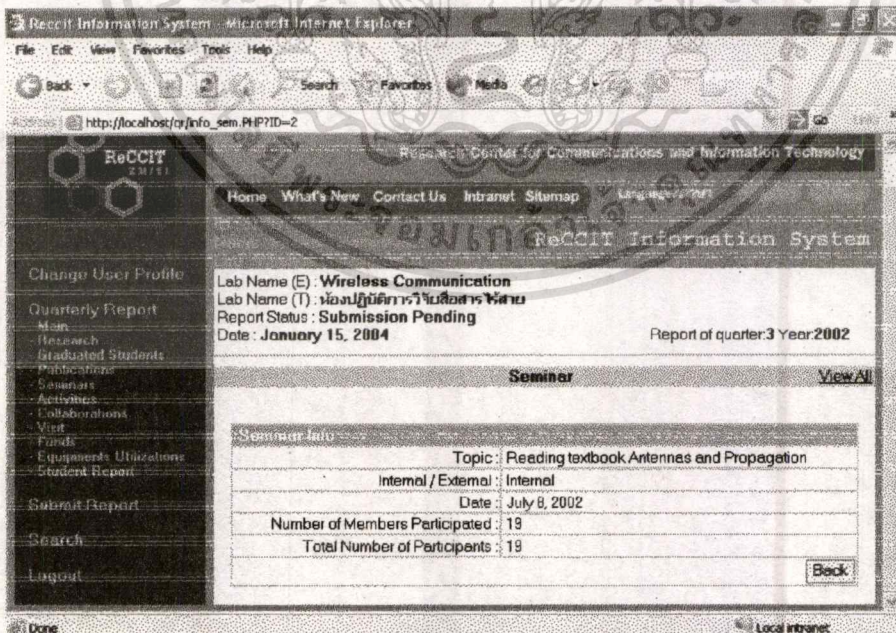 Reccit Information System - Microsoft Internet Explorer
File Edit View Favorites Tools Help
Back Search Favorites Media
Address http://localhost/qr/info_sem.PHP?ID=2 Go
ReCCIT
Research Center for Communications and Information Technology
Home What's New Contact Us Intranet Sitemap
ReCCIT Information System
Change User Profile
Quarterly Report
Main
Research
Graduated Students
Publications
Seminars
Activities
Collaborations
Visit
Funds
Equipments Utilizations
Student Report
Submit Report
Search
Logout
Lab Name (E) : Wireless Communication
Lab Name (T) : ห้องปฏิบัติการวิจัยสื่อสารไร้สาย
Report Status : Submission Pending
Date : January 15, 2004 Report of quarter:3 Year:2002
Seminar View All
Seminar Info
Topic : Reading textbook Antennas and Propagation
Internal / External : Internal
Date : July 8, 2002
Number of Members Participated : 19
Total Number of Participants : 19
Back
Done Local intranet